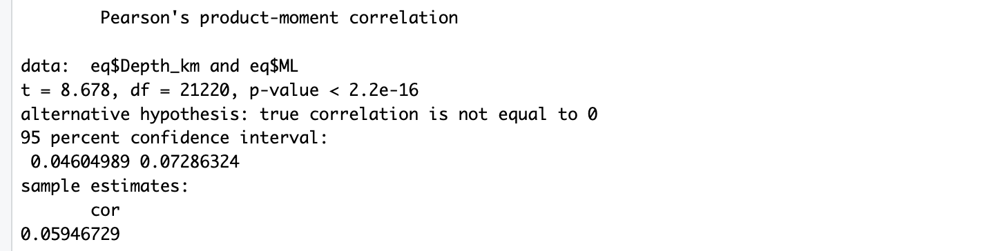 Pearson's product-moment correlation
data:  eq$Depth_km and eq$ML
t = 8.678, df = 21220, p-value < 2.2e-16
alternative hypothesis: true correlation is not equal to 0
95 percent confidence interval:
 0.04604989 0.07286324
sample estimates:
       cor
0.05946729